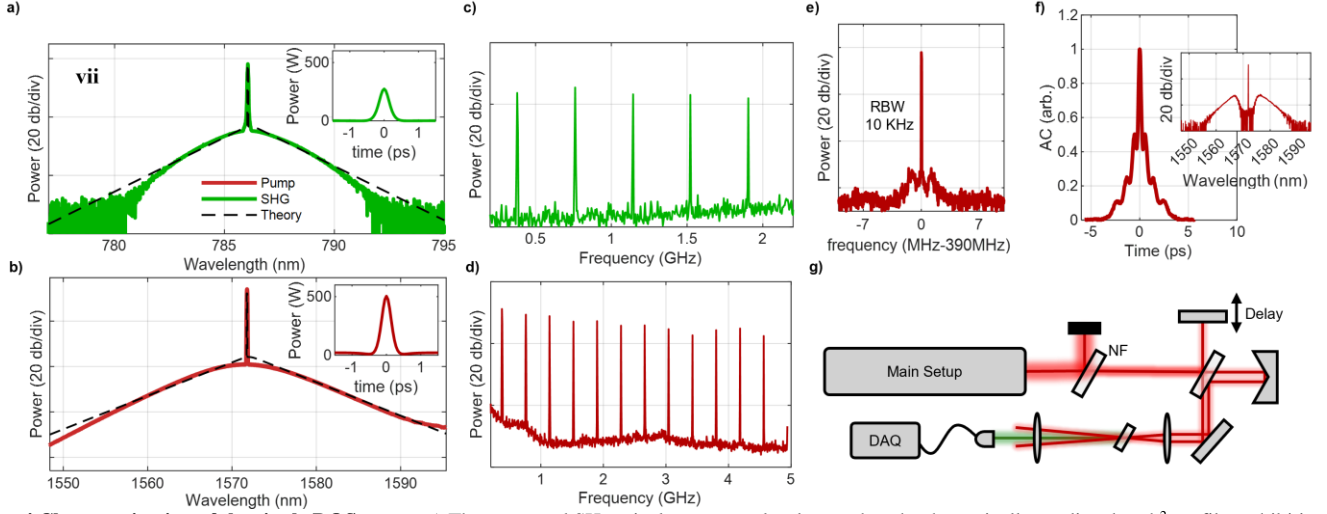 a)
vii
Power (20 db/div)
Power (W)
500
0
-1 0 1
time (ps)
Pump
SHG
Theory
780 785 790 795
Wavelength (nm)
b)
Power (20 db/div)
Power (W)
500
0
-1 0 1
time (ps)
1550 1560 1570 1580 1590
Wavelength (nm)
c)
Power (20 db/div)
0.5 1 1.5 2
Frequency (GHz)
d)
Power (20 db/div)
1 2 3 4 5
Frequency (GHz)
e)
Power (20 db/div)
RBW
10 KHz
-7 0 7
frequency (MHz-390MHz)
f)
AC (arb.)
1.2
1
0.8
0.6
0.4
0.2
0
-5 0 5 10
Time (ps)
20 db/div
1550 1560 1570 1580 1590
Wavelength (nm)
g)
Main Setup
NF
Delay
DAQ